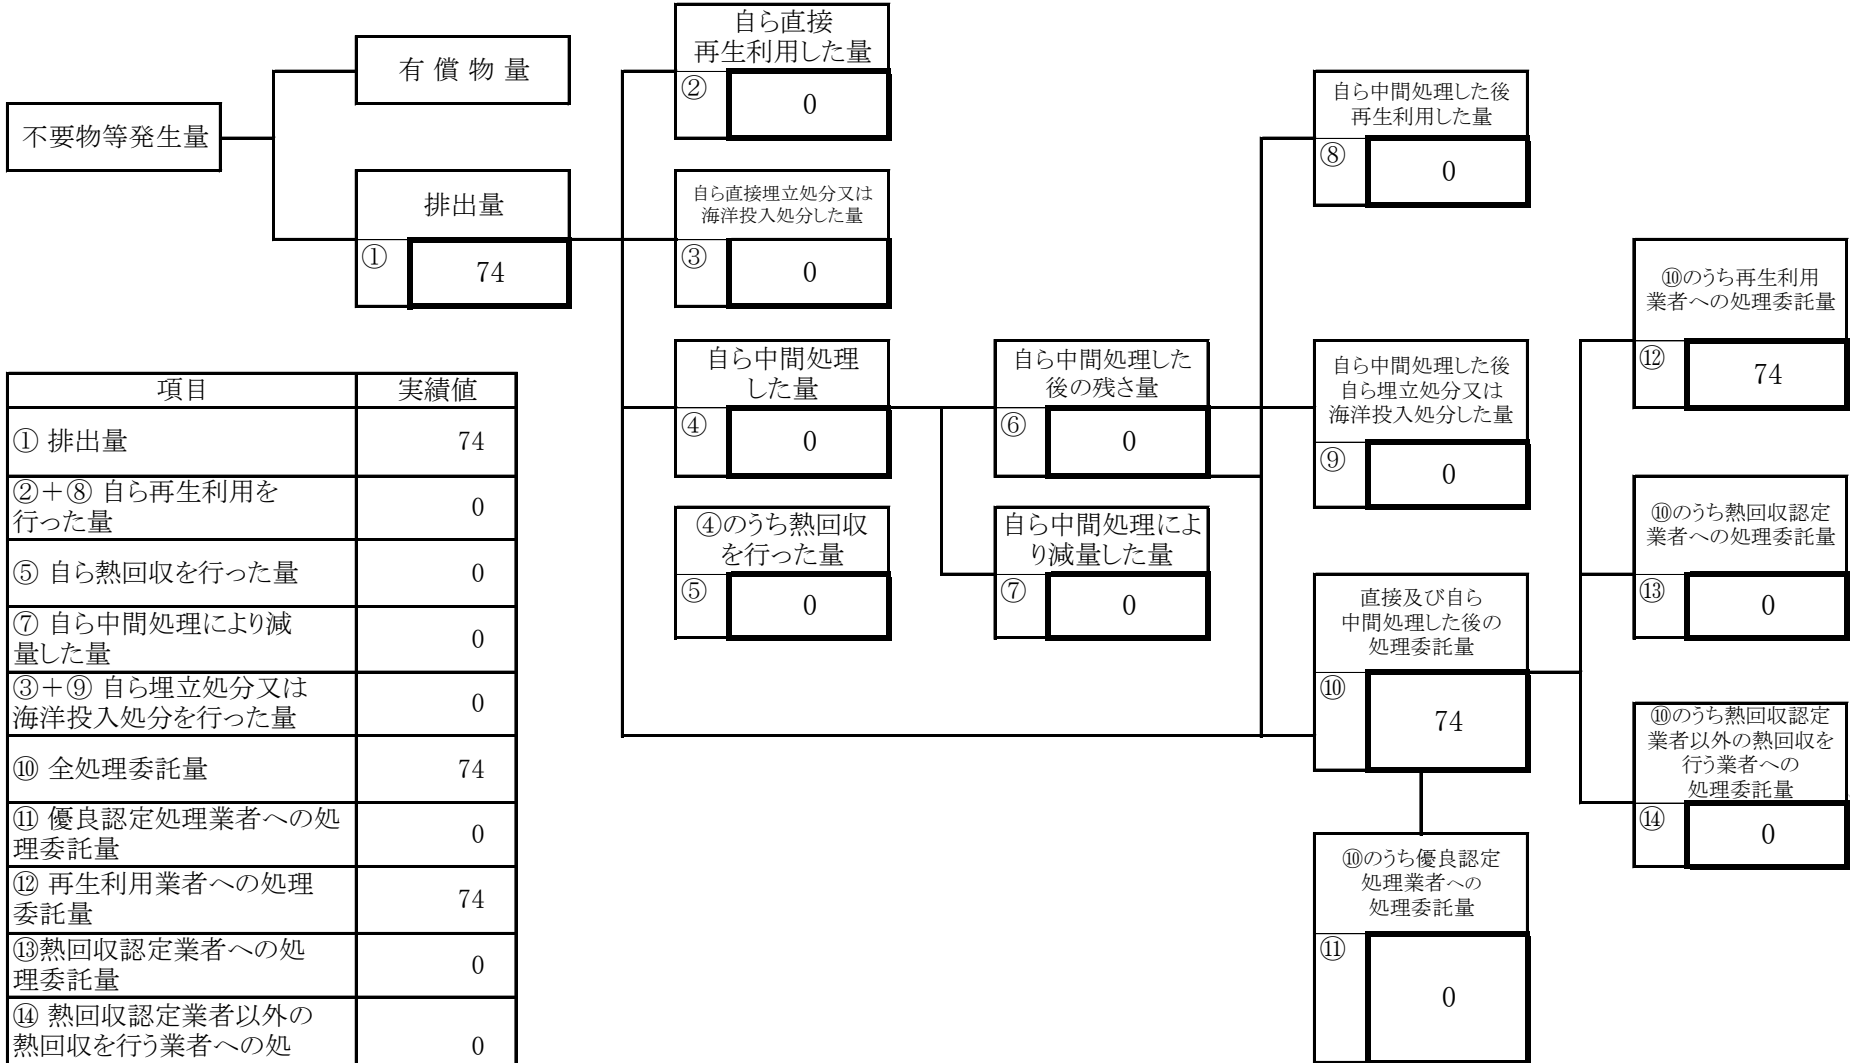 不要物等発生量
有 償 物 量
排出量
①
74
自ら直接
再生利用した量
②
0
自ら直接埋立処分又は
海洋投入処分した量
③
0
自ら中間処理
した量
④
0
④のうち熱回収
を行った量
⑤
0
自ら中間処理した
後の残さ量
⑥
0
自ら中間処理によ
り減量した量
⑦
0
自ら中間処理した後
再生利用した量
⑧
0
自ら中間処理した後
自ら埋立処分又は
海洋投入処分した量
⑨
0
直接及び自ら
中間処理した後の
処理委託量
⑩
74
⑩のうち優良認定
処理業者への
処理委託量
⑪
0
⑩のうち再生利用
業者への処理委託量
⑫
74
⑩のうち熱回収認定
業者への処理委託量
⑬
0
⑩のうち熱回収認定
業者以外の熱回収を
行う業者への
処理委託量
⑭
0
項目 実績値
① 排出量 74
②＋⑧ 自ら再生利用を
行った量 0
⑤ 自ら熱回収を行った量 0
⑦ 自ら中間処理により減
量した量 0
③＋⑨ 自ら埋立処分又は
海洋投入処分を行った量 0
⑩ 全処理委託量 74
⑪ 優良認定処理業者への処
理委託量 0
⑫ 再生利用業者への処理
委託量 74
⑬熱回収認定業者への処
理委託量 0
⑭ 熱回収認定業者以外の
熱回収を行う業者への処 0